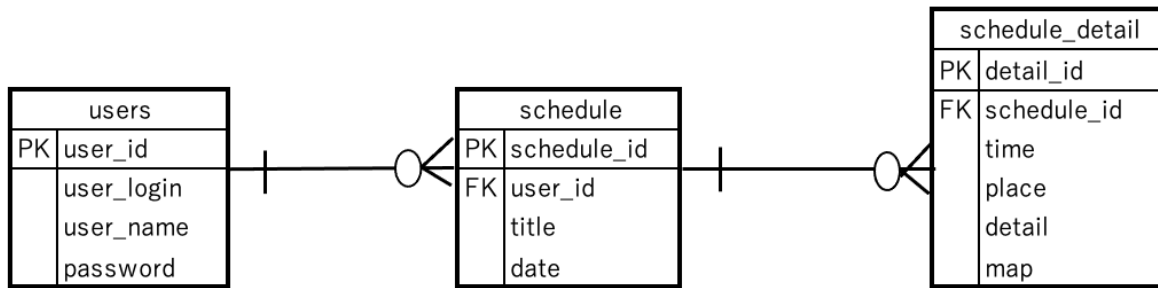 users
PK user_id
user_login
user_name
password
schedule
PK schedule_id
FK user_id
title
date
schedule_detail
PK detail_id
FK schedule_id
time
place
detail
map